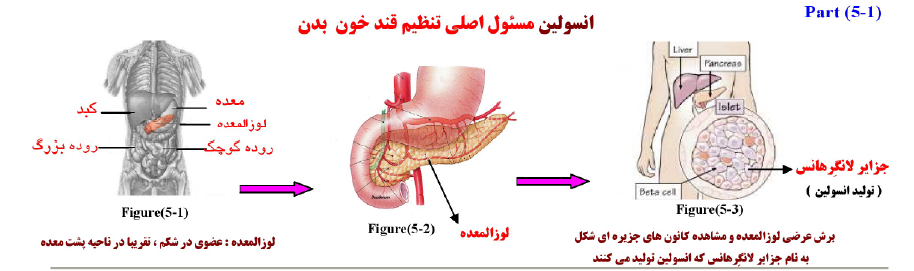 Part (5-1)
انسولین مسئول اصلی تنظیم قند خون بدن
کبد
معده
لوزالمعده
روده بزرگ
روده کوچک
Figure(5-1)
لوزالمعده : عضوی در شکم ، تقریبا در ناحیه پشت معده
Duodenum
Figure(5-2)
لوزالمعده
Liver
Pancreas
Islet
Beta cell
جزایر لانگرهانس
( تولید انسولین )
Figure(5-3)
برش عرضی لوزالمعده و مشاهده کانون های جزیره ای شکل
به نام جزایر لانگرهانس که انسولین تولید می کنند